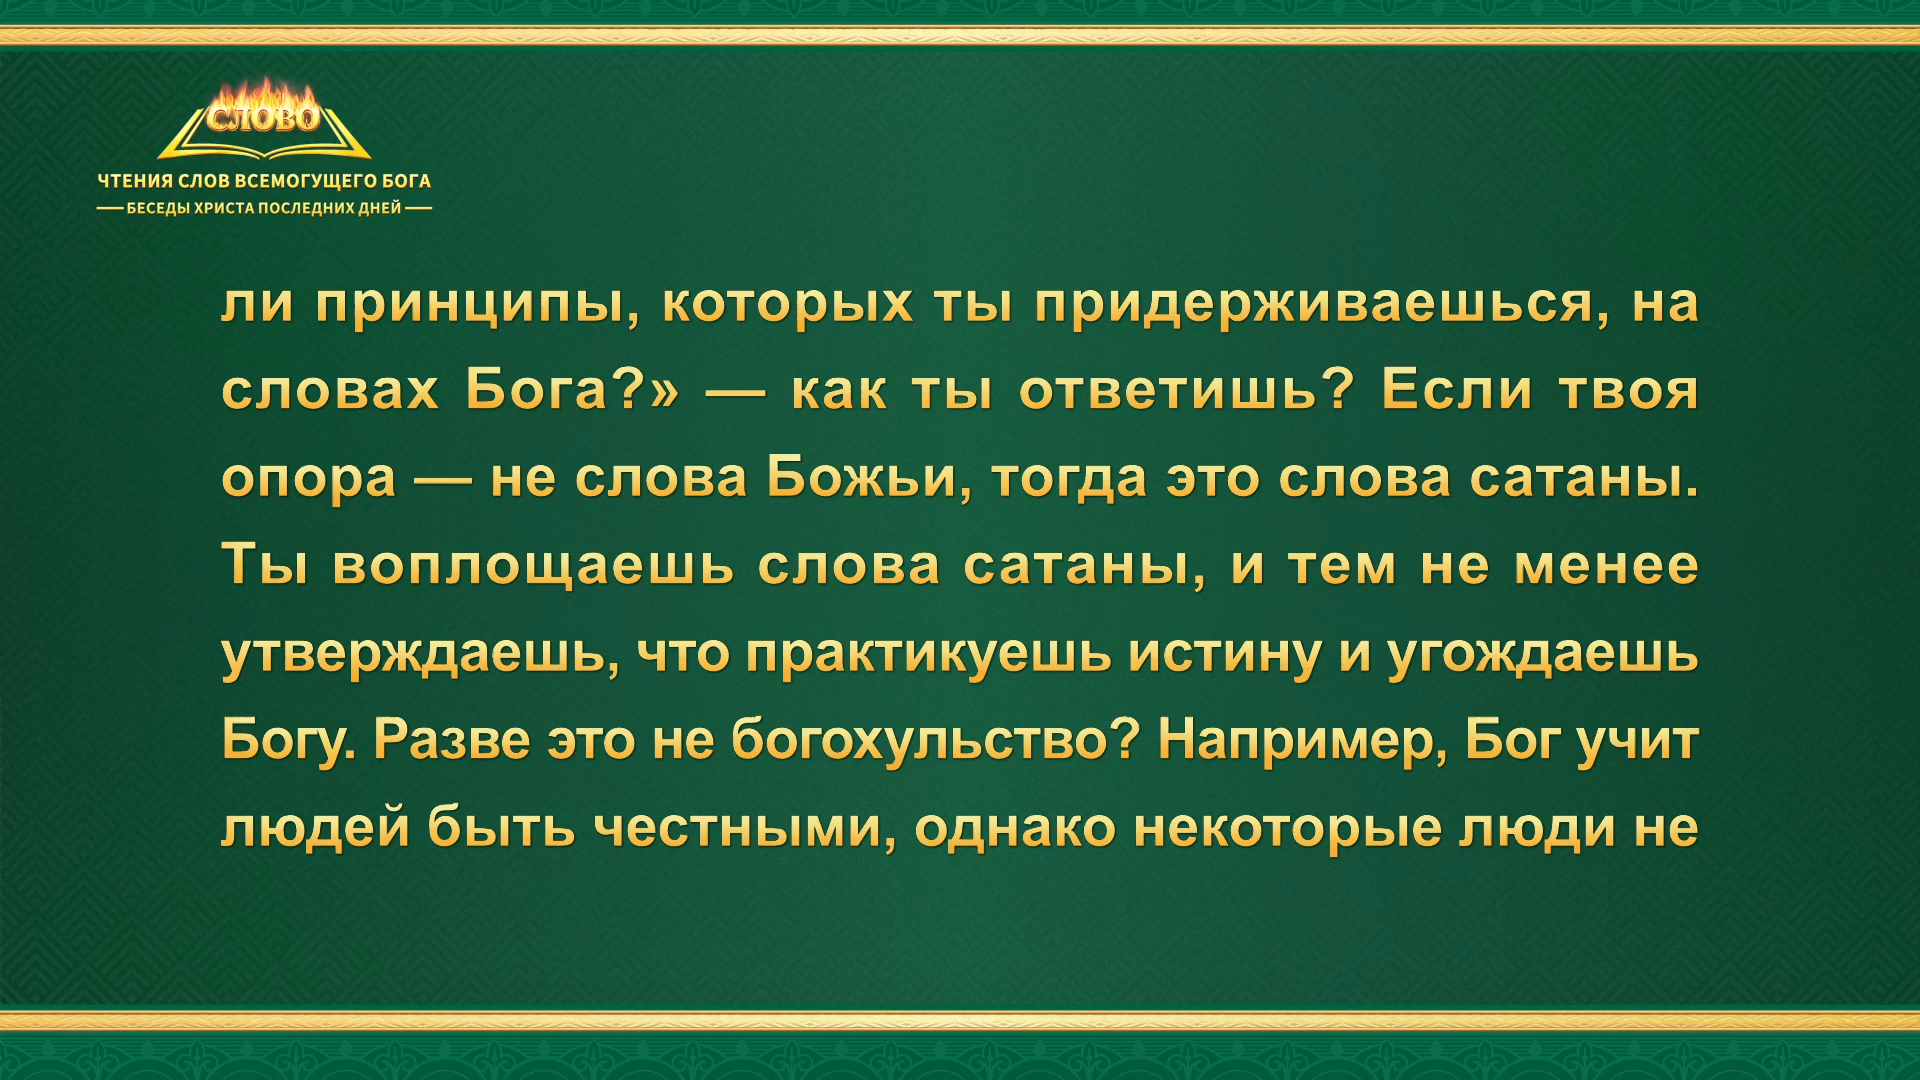 СЛОВО
ЧТЕНИЯ СЛОВ ВСЕМОГУЩЕГО БОГА
БЕСЕДЫ ХРИСТА ПОСЛЕДНИХ ДНЕЙ
ли принципы, которых ты придерживаешься, на
словах Бога?» — как ты ответишь? Если твоя
опора — не слова Божьи, тогда это слова сатаны.
Ты воплощаешь слова сатаны, и тем не менее
утверждаешь, что практикуешь истину и угождаешь
Богу. Разве это не богохульство? Например, Бог учит
людей быть честными, однако некоторые люди не